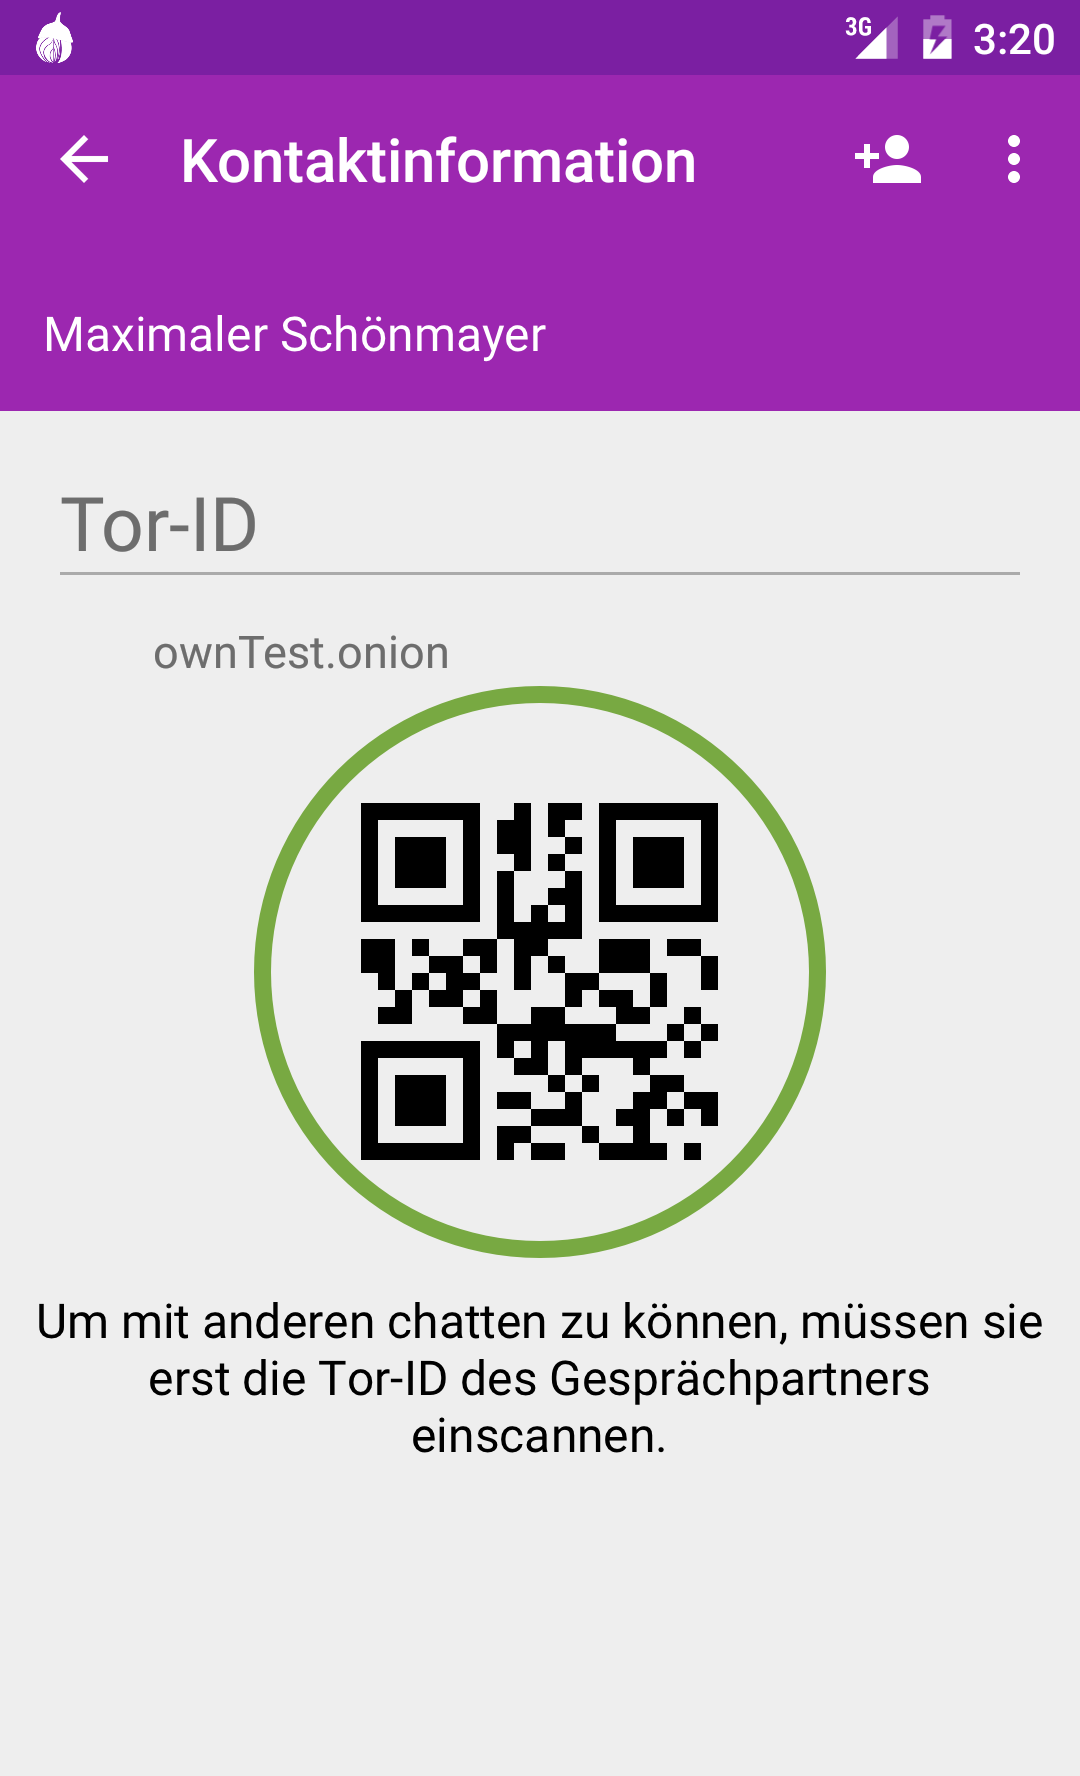 3G 3:20
Kontaktinformation
Maximaler Schönmayer
Tor-ID
ownTest.onion
Um mit anderen chatten zu können, müssen sie
erst die Tor-ID des Gesprächpartners
einscannen.